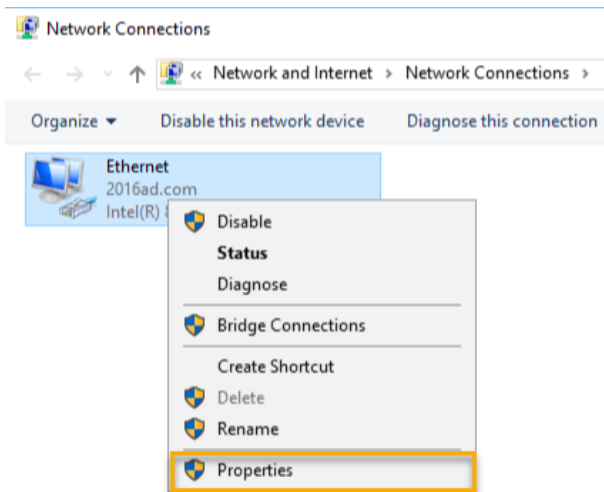 Network Connections
« Network and Internet > Network Connections >
Organize Disable this network device Diagnose this connection
Ethernet
2016ad.com
Intel(R)
Disable
Status
Diagnose
Bridge Connections
Create Shortcut
Delete
Rename
Properties